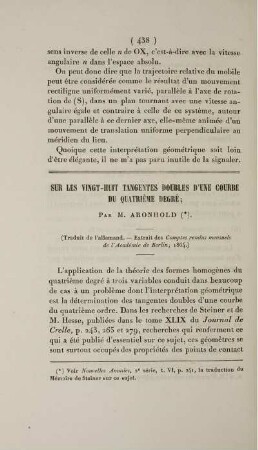 ( 438 )
sens inverse de celle n de OX, c'est-à-dire avec la vitesse
angulaire n dans l'espace absolu.
On peut donc dire que la trajectoire relative du mobile
peut être considérée comme le résultat d'un mouvement
rectiligne uniformément varié, parallèle à l'axe de rota-
tion de (S), dans un plan tournant avec une vitesse an-
gulaire égale et contraire à celle de ce système, autour
d'une parallèle à ce dernier axe, elle-même animée d'un
mouvement de translation uniforme perpendiculaire au
méridien du lieu.
Quoique cette interprétation géométrique soit loin
d'être élégante, il ne m'a pas paru inutile de la signaler.
SUR LES VINGT-HUIT TANGENTES DOUBLES D'UNE COURBE
DU QUATRIÈME DEGRÉ;
PAR M. ARONHOLD (*).
(Traduit de l'allemand. — Extrait des Comptes rendus mensuels
de l'Académie de Berlin, 1864.)
L'application de la théorie des formes homogènes du
quatrième degré à trois variables conduit dans beaucoup
de cas à un problème dont l'interprétation géométrique
est la détermination des tangentes doubles d'une courbe
du quatrième ordre. Dans les recherches de Steiner et de
M. Hesse, publiées dans le tome XLIX du Journal de
Crelle, p. 243, 265 et 279, recherches qui renferment ce
qui a été publié d'essentiel sur ce sujet, ces géomètres se
sont surtout occupés des propriétés des points de contact
(*) Voir Nouvelles Annales, 2e série, t. VI, p. 241, la traduction du
Mémoire de Steiner sur ce sujet.